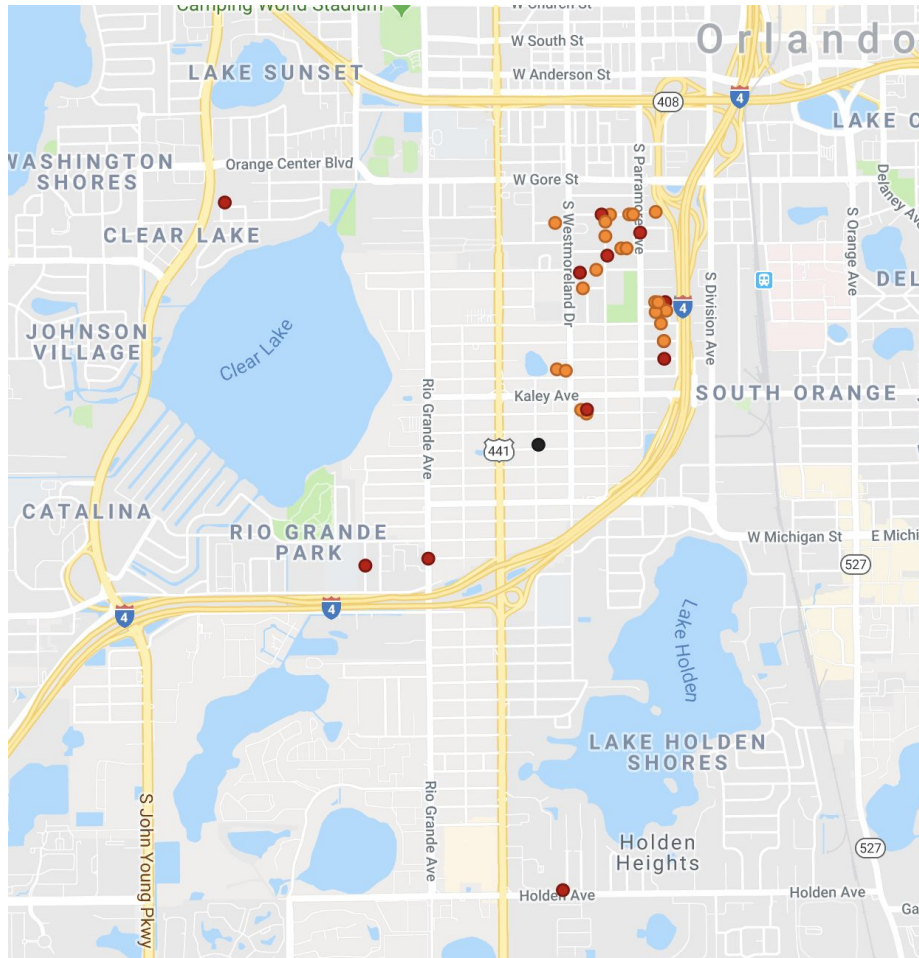 Camping World Stadium
W Church St
W South St
Orlando
LAKE SUNSET
W Anderson St
4
408
LAKE C
WASHINGTON
SHORES
Orange Center Blvd
W Gore St
S Parramore Ave
Delaney Av
S Westmoreland Dr
S Orange Ave
CLEAR LAKE
DEL
S Division Ave
4
JOHNSON
VILLAGE
Clear Lake
Rio Grande Ave
Kaley Ave
SOUTH ORANGE
441
CATALINA
RIO GRANDE
PARK
W Michigan St
E Michi
527
4
4
Lake Holden
LAKE HOLDEN
SHORES
Rio Grande Ave
S John Young Pkwy
Holden
Heights
527
Holden Ave
Holden Ave
Ga